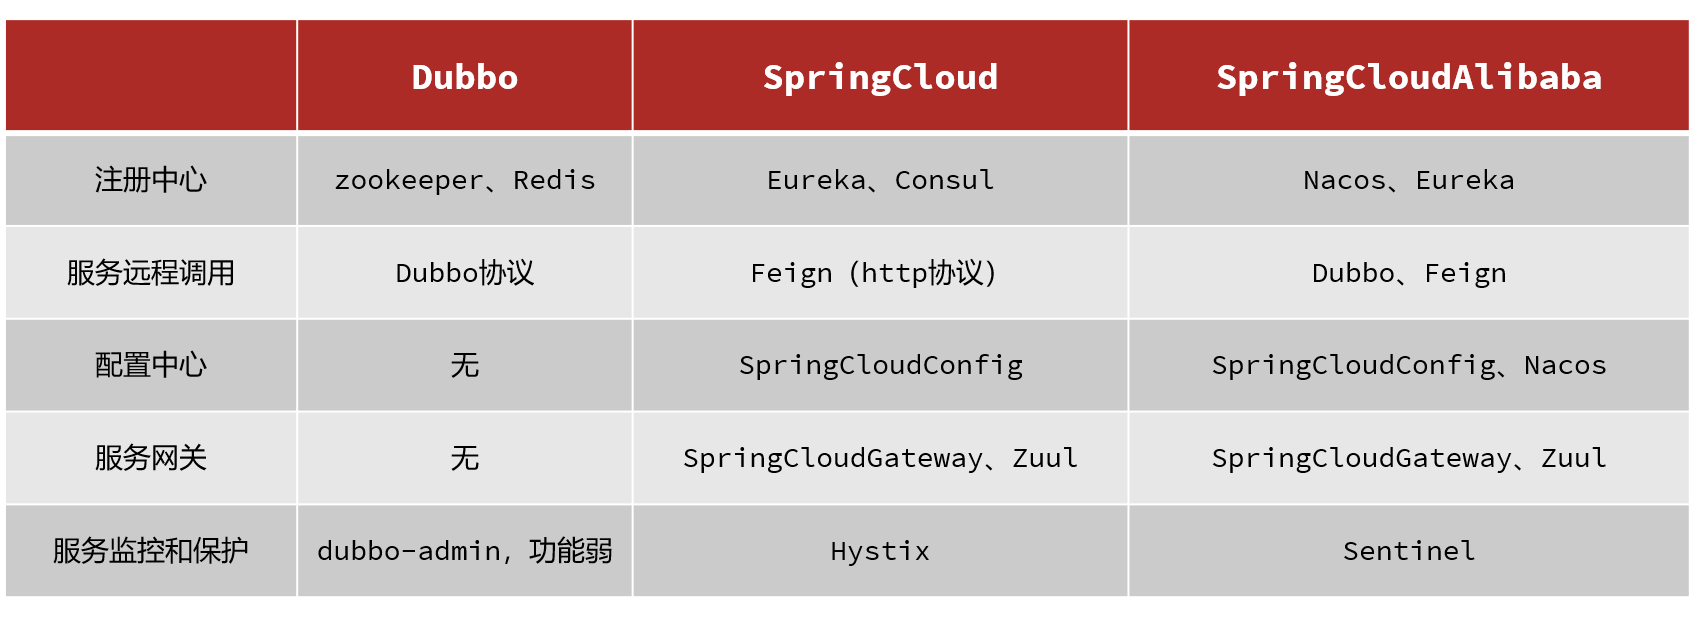 Dubbo SpringCloud SpringCloudAlibaba
注册中心 zookeeper、Redis Eureka、Consul Nacos、Eureka
服务远程调用 Dubbo协议 Feign（http协议） Dubbo、Feign
配置中心 无 SpringCloudConfig SpringCloudConfig、Nacos
服务网关 无 SpringCloudGateway、Zuul SpringCloudGateway、Zuul
服务监控和保护 dubbo-admin，功能弱 Hystix Sentinel